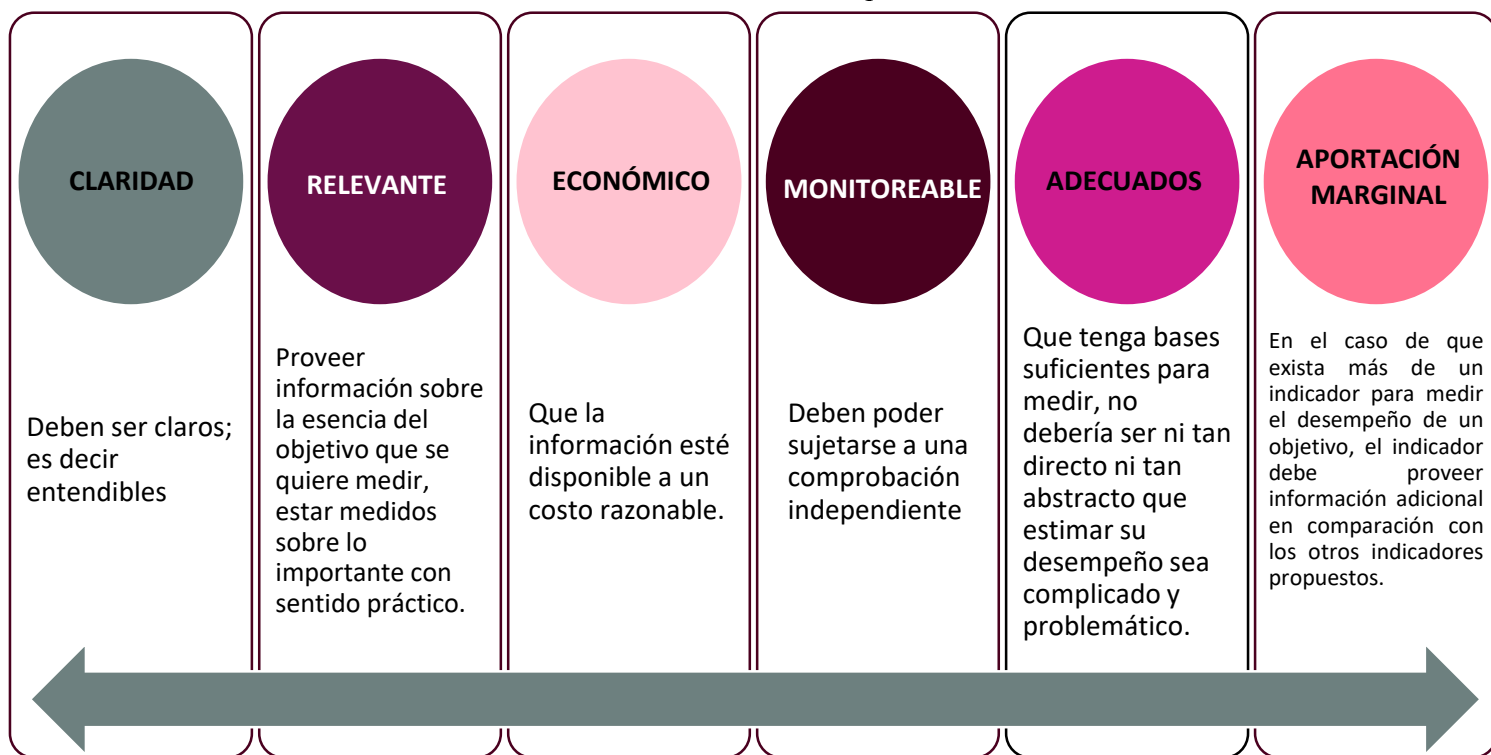 CLARIDAD
Deben ser claros;
es decir
entendibles
RELEVANTE
Proveer
información sobre
la esencia del
objetivo que se
quiere medir,
estar medidos
sobre lo
importante con
sentido práctico.
ECONÓMICO
Que la
información esté
disponible a un
costo razonable.
MONITOREABLE
Deben poder
sujetarse a una
comprobación
independiente
ADECUADOS
Que tenga bases
suficientes para
medir, no
debería ser ni tan
directo ni tan
abstracto que
estimar su
desempeño sea
complicado y
problemático.
APORTACIÓN
MARGINAL
En el caso de que
exista más de un
indicador para medir
el desempeño de un
objetivo, el indicador
debe proveer
información adicional
en comparación con
los otros indicadores
propuestos.